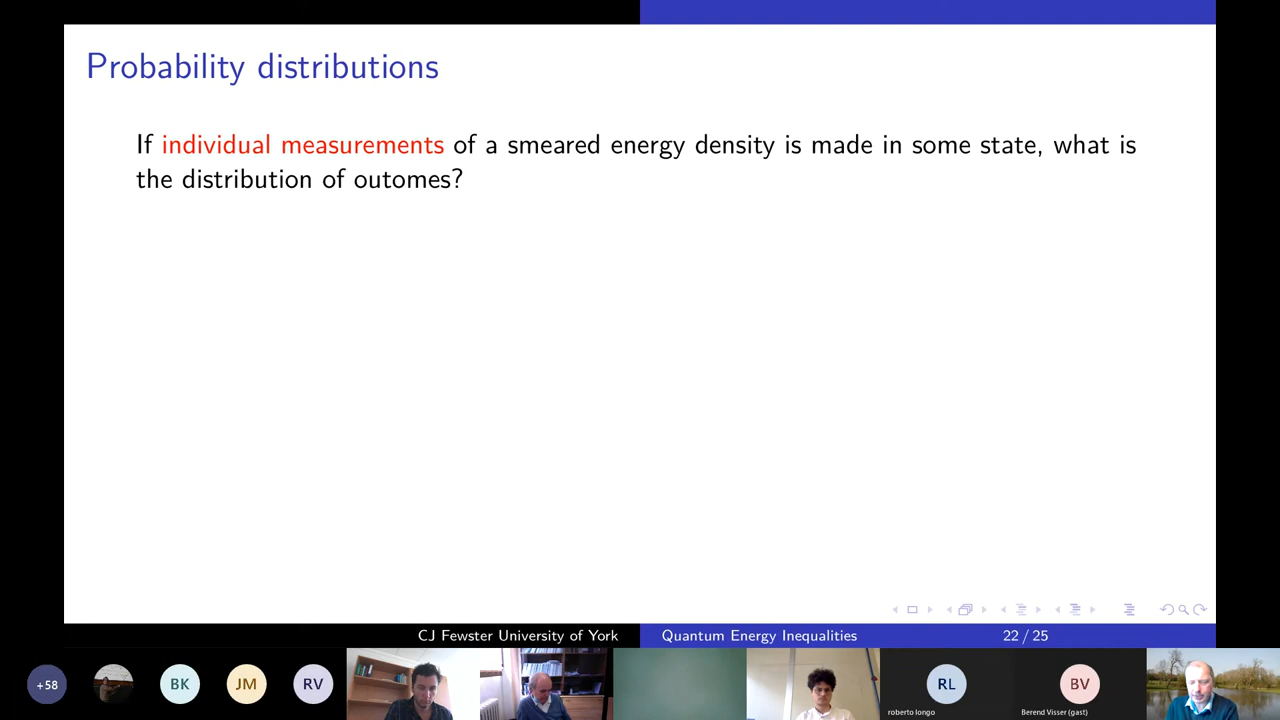 Probability distributions
If individual measurements of a smeared energy density is made in some state, what is
the distribution of outomes?
CJ Fewster University of York
Quantum Energy Inequalities
22 / 25
+58
BK
JM
RV
RL
roberto longo
BV
Berend Visser (gast)